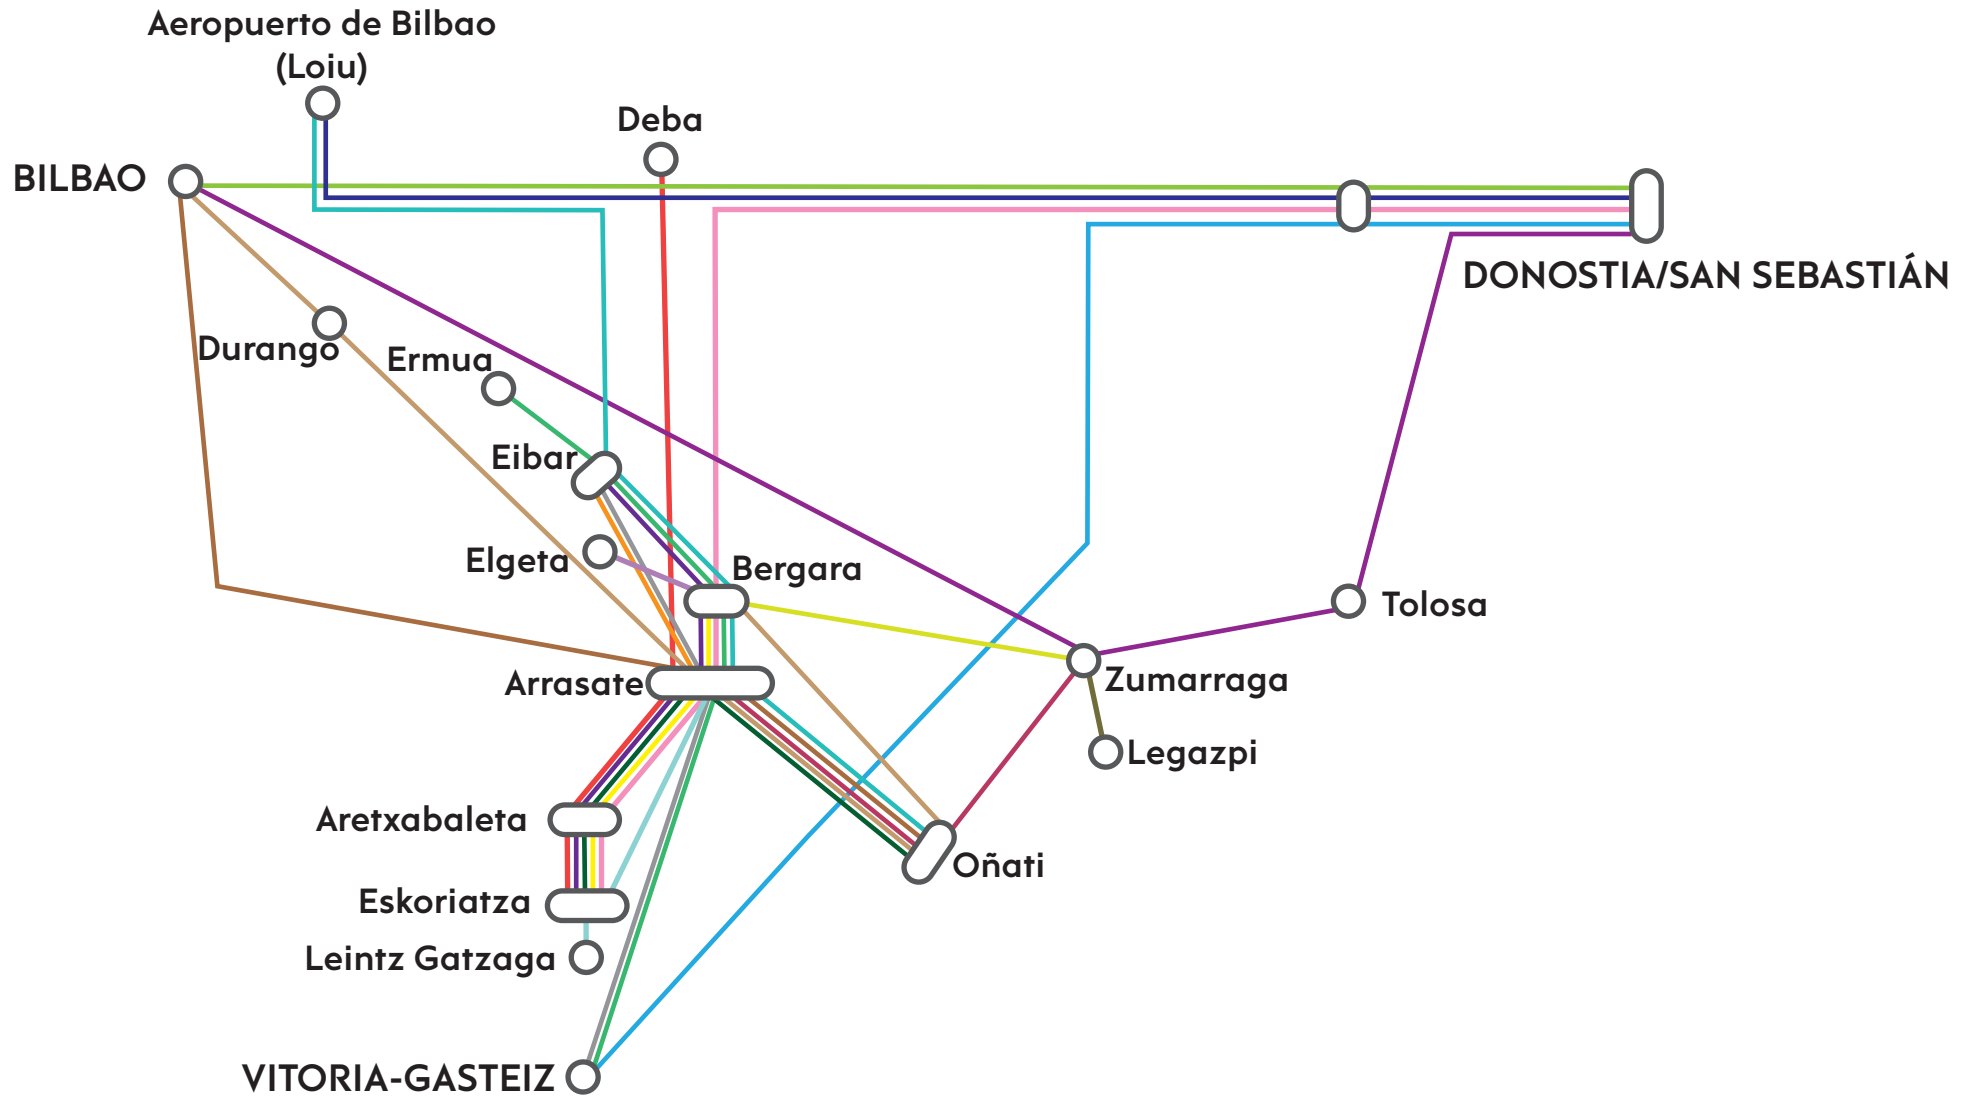 Aeropuerto de Bilbao
(Loiu)
Deba
BILBAO
DONOSTIA/SAN SEBASTIÁN
Durango
Ermua
Eibar
Elgeta
Bergara
Tolosa
Arrasate
Zumarraga
Legazpi
Aretxabaleta
Oñati
Eskoriatza
Leintz Gatzaga
VITORIA-GASTEIZ